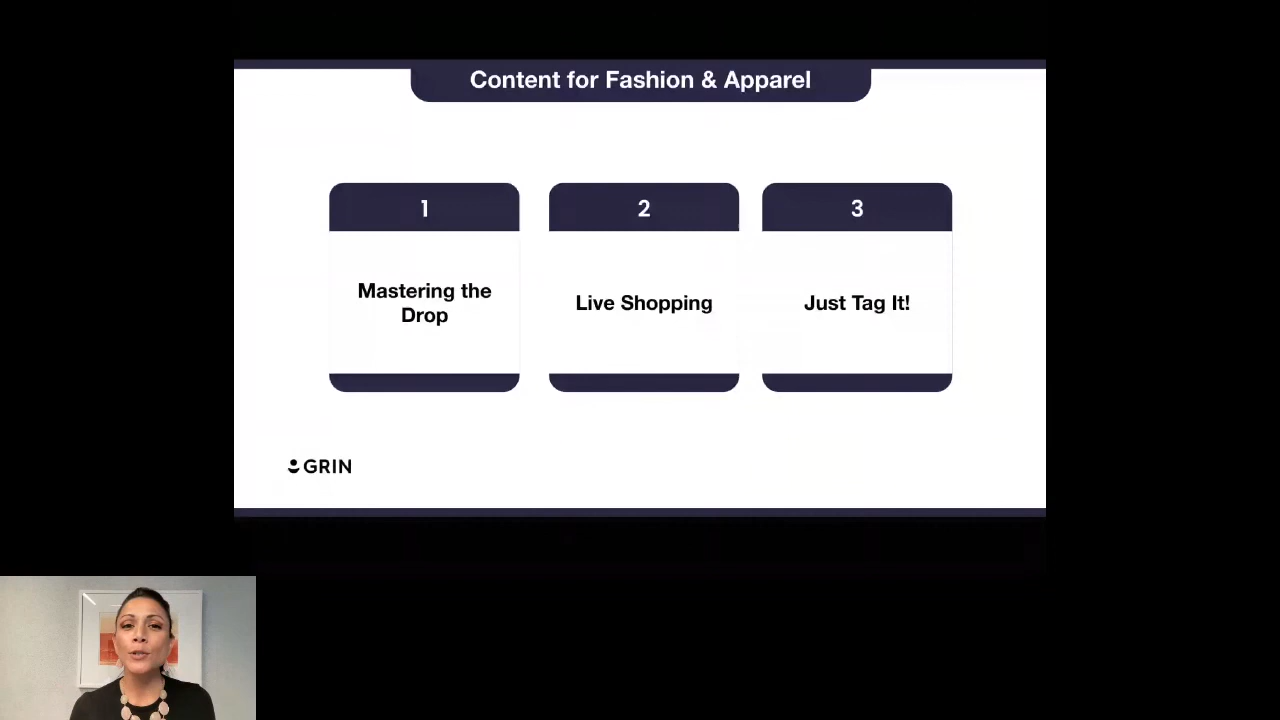 Content for Fashion & Apparel
1
Mastering the
Drop
2
Live Shopping
3
Just Tag It!
GRIN